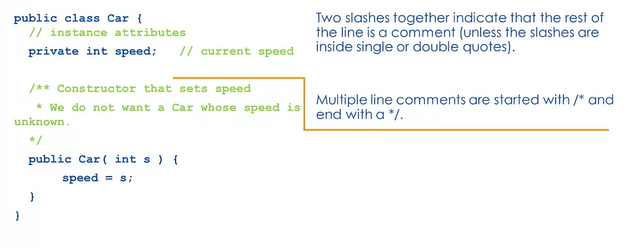 public class Car {
// instance attributes
private int speed;   // current speed
/** Constructor that sets speed
* We do not want a Car whose speed is
unknown.
*/
public Car( int s ) {
speed = s;
}
}
Two slashes together indicate that the rest of
the line is a comment (unless the slashes are
inside single or double quotes).
Multiple line comments are started with /* and
end with a */.